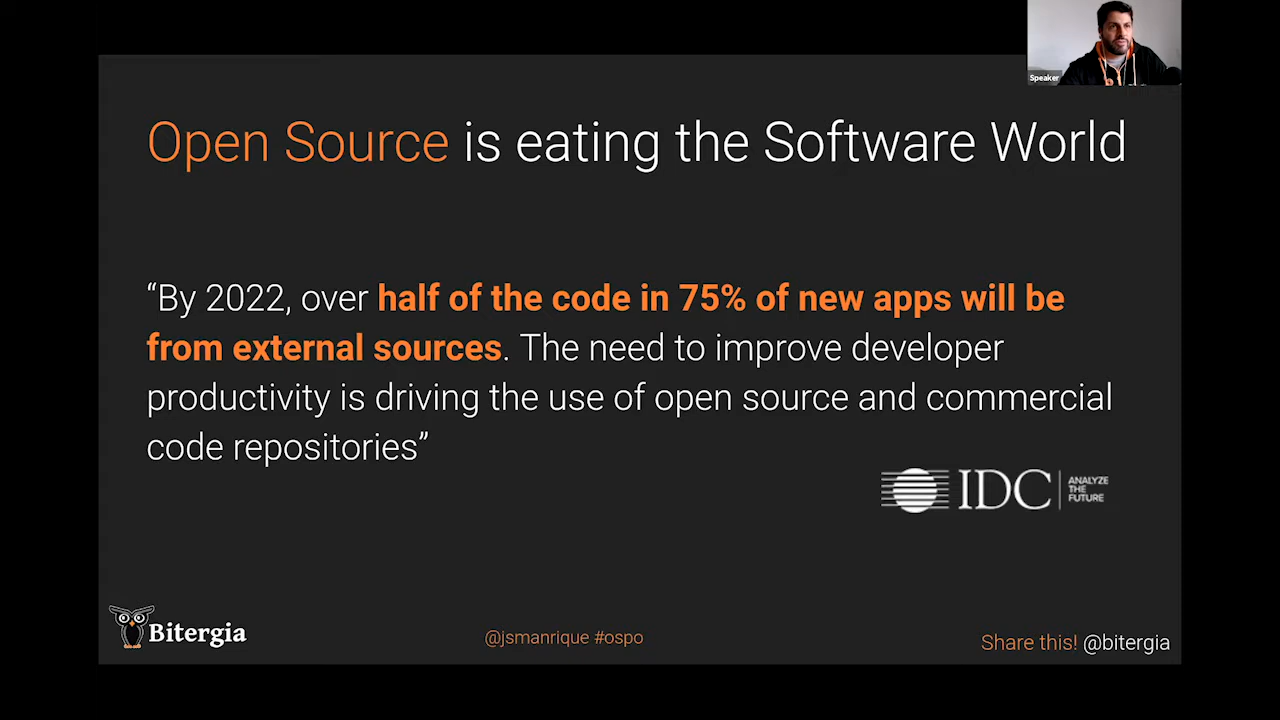 Speaker
Open Source is eating the Software World
“By 2022, over half of the code in 75% of new apps will be
from external sources. The need to improve developer
productivity is driving the use of open source and commercial
code repositories”
IDC
ANALYZE
THE
FUTURE
Bitergia
@jsmanrique #ospo
Share this! @bitergia